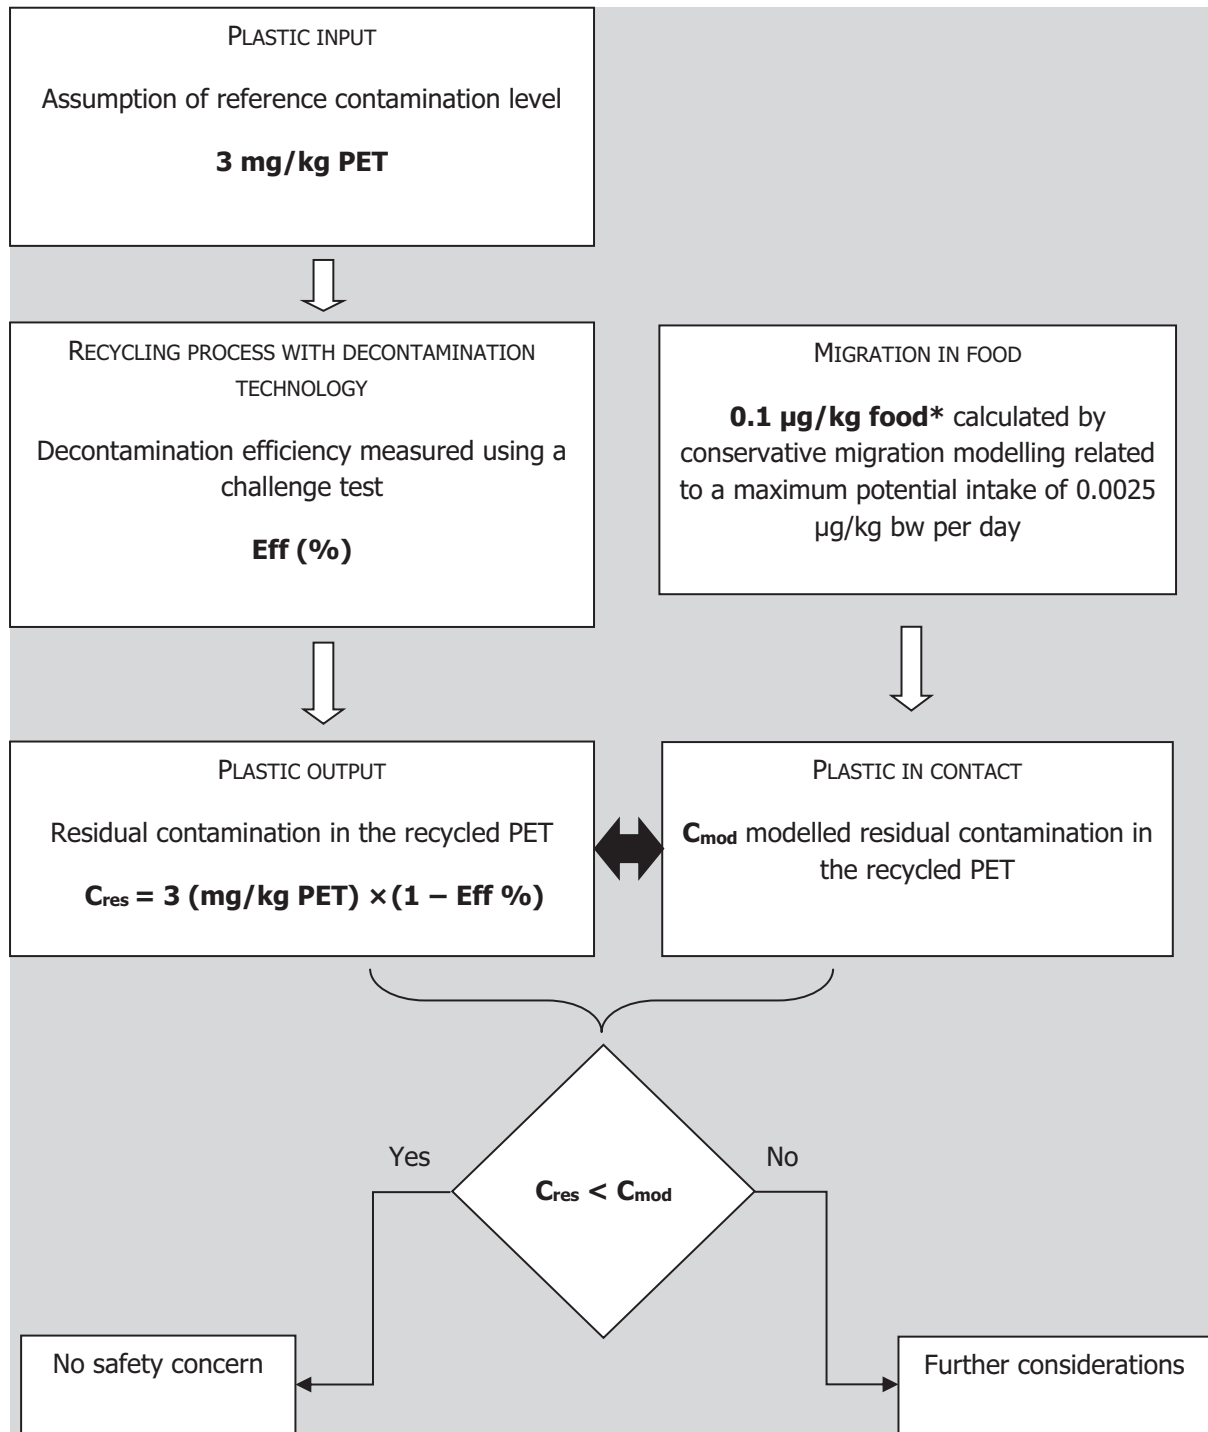 PLASTIC INPUT
Assumption of reference contamination level
3 mg/kg PET
RECYCLING PROCESS WITH DECONTAMINATION
TECHNOLOGY
Decontamination efficiency measured using a
challenge test
Eff (%)
MIGRATION IN FOOD
0.1 µg/kg food* calculated by
conservative migration modelling related
to a maximum potential intake of 0.0025
µg/kg bw per day
PLASTIC OUTPUT
Residual contamination in the recycled PET
Cres = 3 (mg/kg PET) ×(1 − Eff %)
PLASTIC IN CONTACT
Cmod modelled residual contamination in
the recycled PET
Yes
No
Cres < Cmod
No safety concern
Further considerations